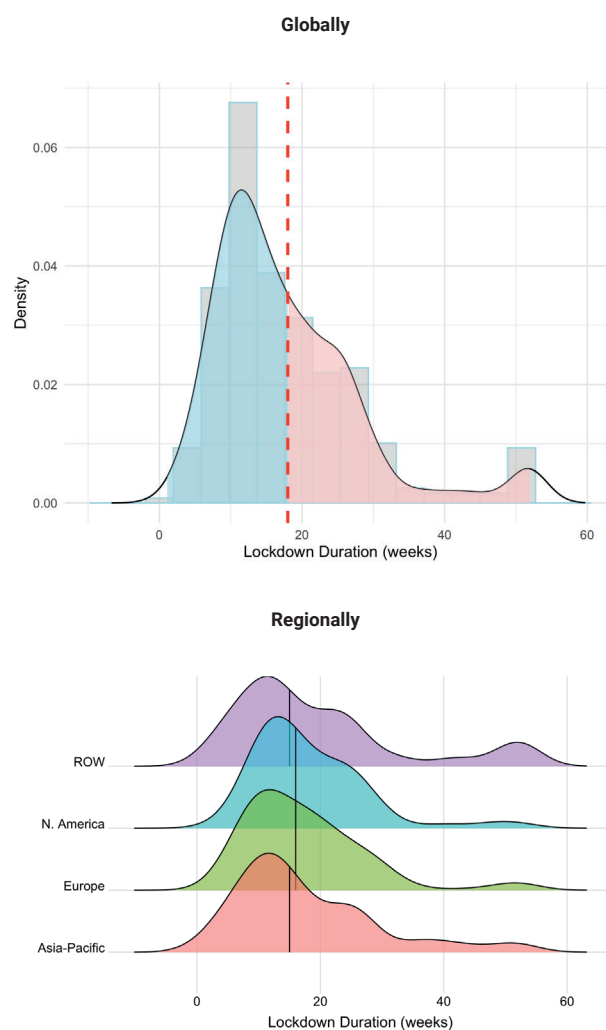 Globally
0.06
0.04
0.02
0.00
Density
0 20 40 60
Lockdown Duration (weeks)
Regionally
ROW
N. America
Europe
Asia-Pacific
0 20 40 60
Lockdown Duration (weeks)